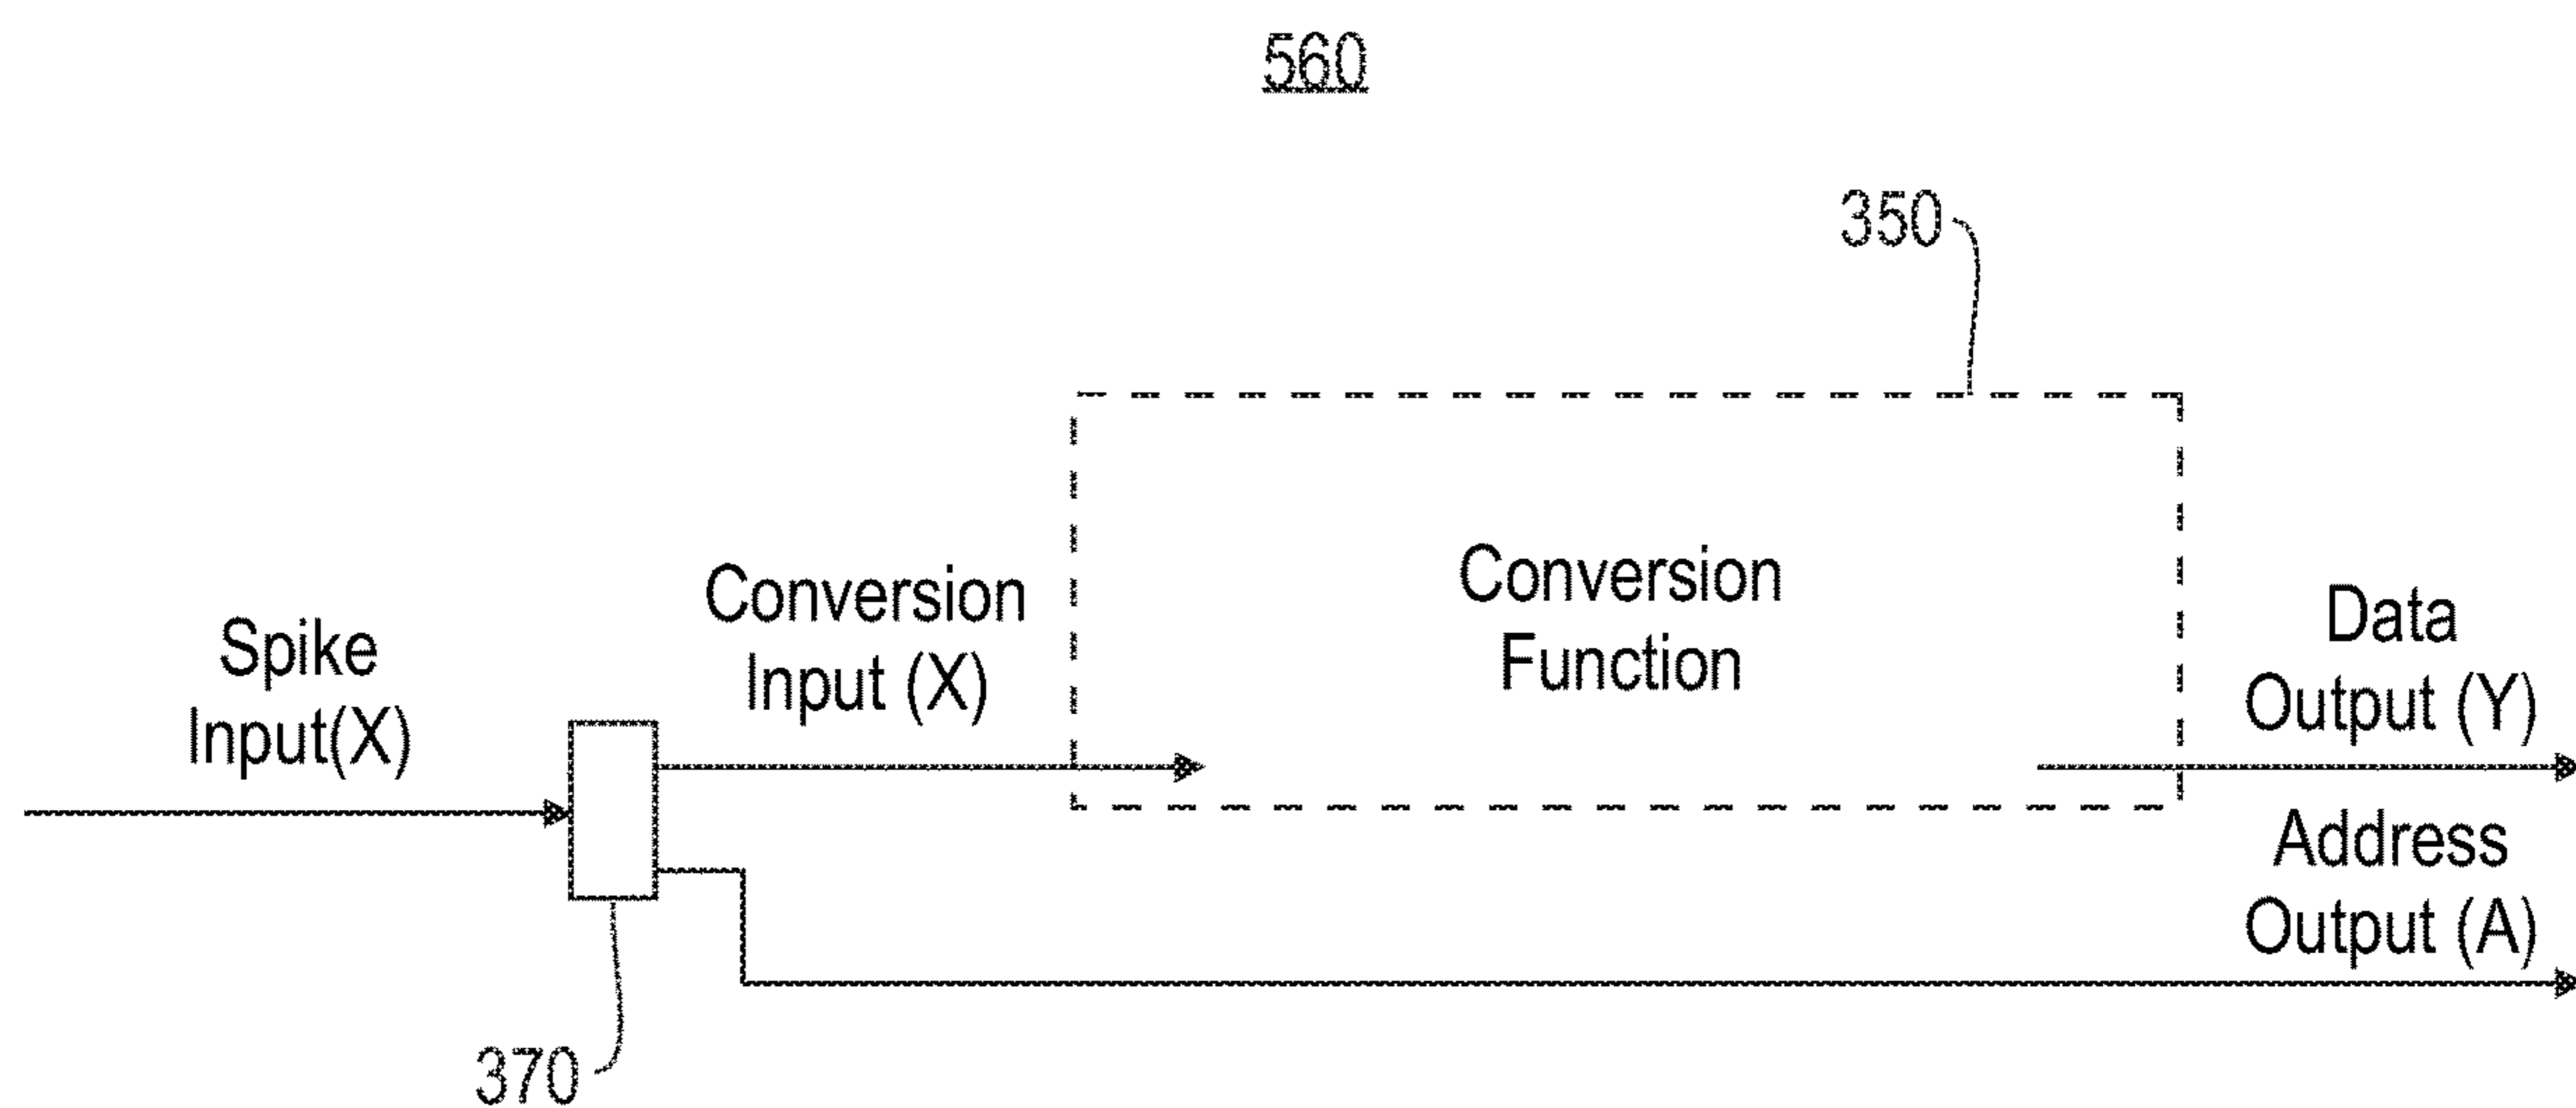 560
350
Spike
Input(X)
Conversion
Input (X)
Conversion
Function
Data
Output (Y)
Address
Output (A)
370